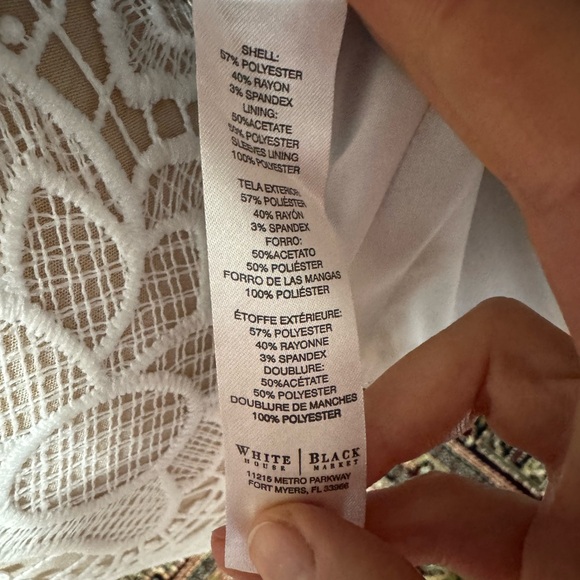 SHELL:
57% POLYESTER
40% RAYON
3% SPANDEX
LINING:
50%ACETATE
50% POLYESTER
SLEEVES LINING
100% POLYESTER
TELA EXTERIOR:
57% POLIÉSTER
40% RAYÓN
3% SPANDEX
FORRO:
50%ACETATO
50% POLIÉSTER
FORRO DE LAS MANGAS
100% POLIÉSTER
ÉTOFFE EXTÉRIEURE:
57% POLYESTER
40% RAYONNE
3% SPANDEX
DOUBLURE:
50%ACÉTATE
50% POLYESTER
DOUBLURE DE MANCHES
100% POLYESTER
WHITE | BLACK
HOUSE | MARKET
11215 METRO PARKWAY
FORT MYERS, FL 33966